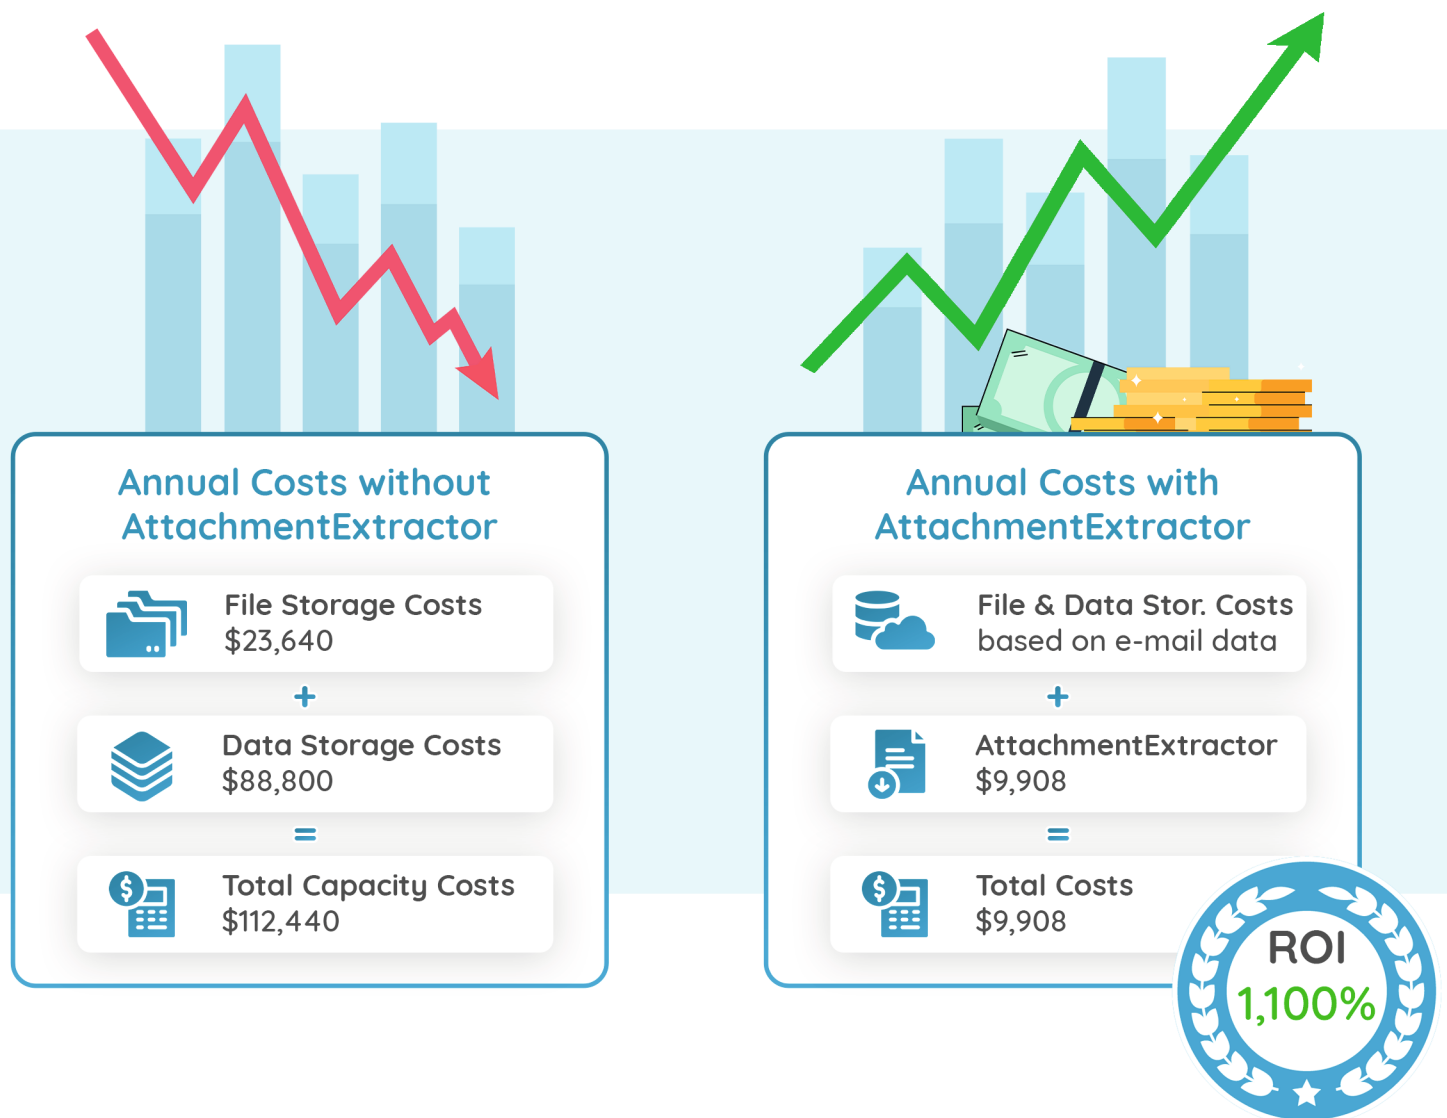 Annual Costs without
AttachmentExtractor
File Storage Costs
$23,640
+
Data Storage Costs
$88,800
=
$
Total Capacity Costs
$112,440
Annual Costs with
AttachmentExtractor
File & Data Stor. Costs
based on e-mail data
+
AttachmentExtractor
$9,908
=
$
Total Costs
$9,908
ROI
1,100%